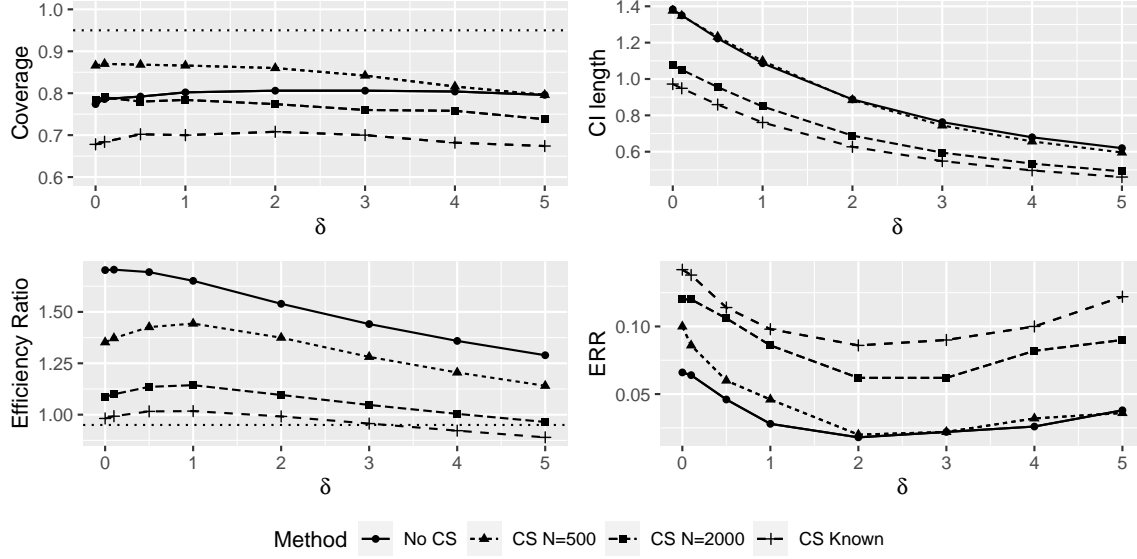 Coverage
1.0
0.9
0.8
0.7
0.6
0 1 2 3 4 5
δ
CI length
1.4
1.2
1.0
0.8
0.6
0 1 2 3 4 5
δ
Efficiency Ratio
1.50
1.25
1.00
0 1 2 3 4 5
δ
ERR
0.10
0.05
0 1 2 3 4 5
δ
Method No CS CS N=500 CS N=2000 CS Known